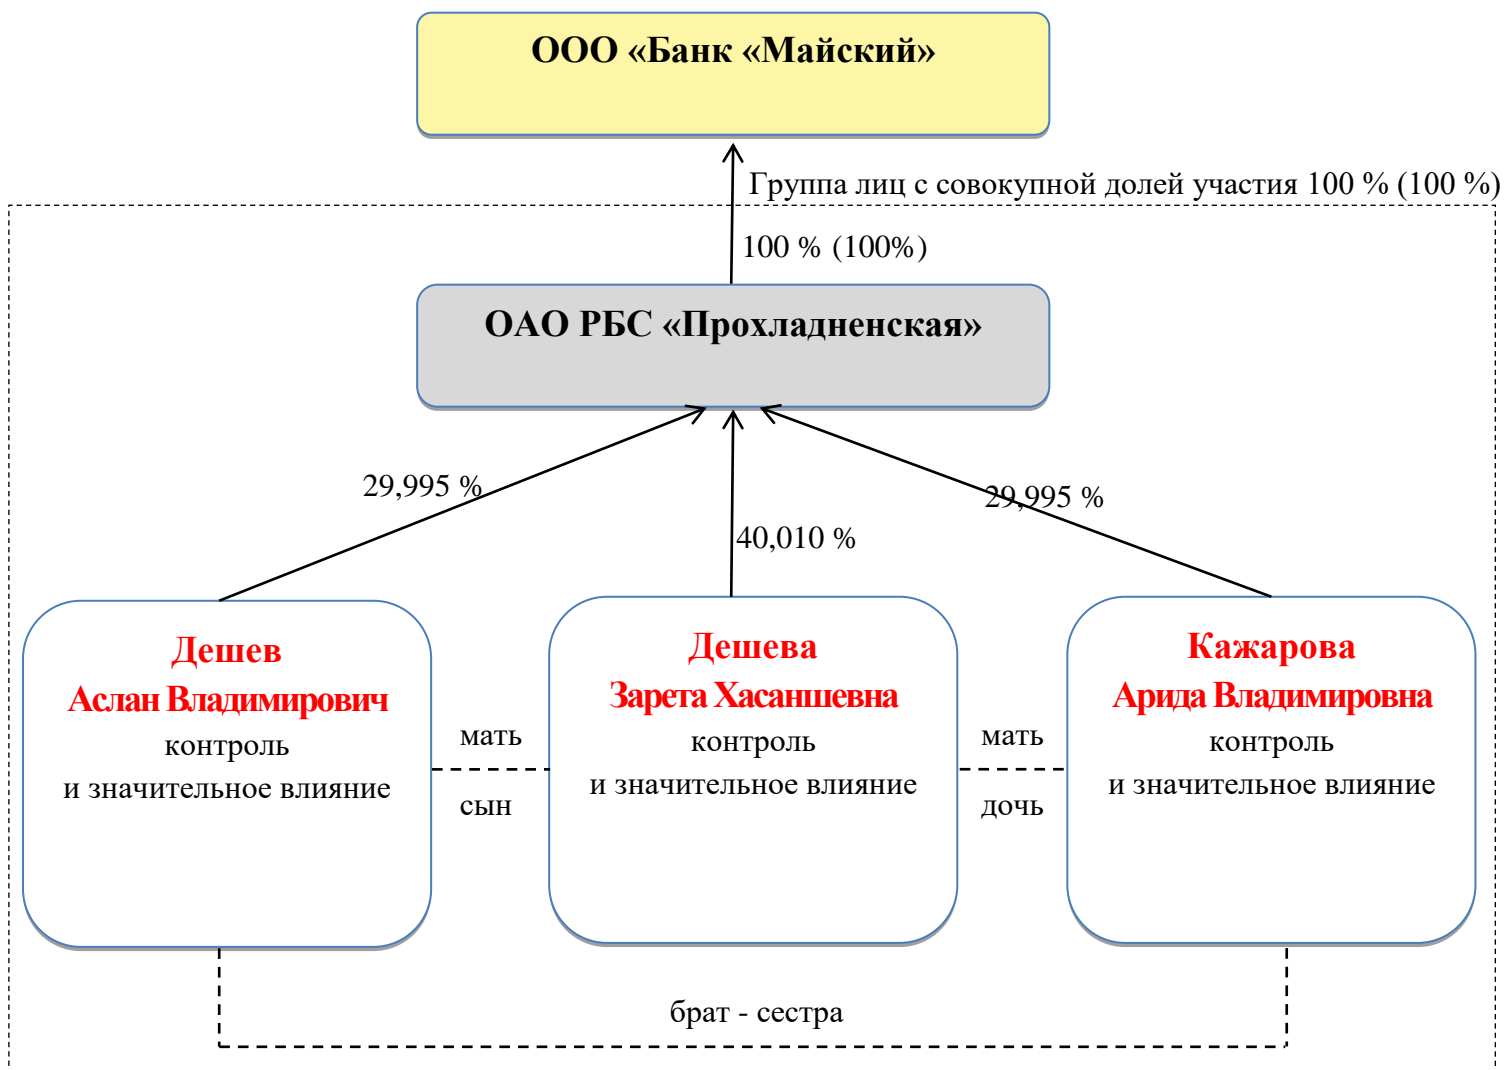 ООО «Банк «Майский»
Группа лиц с совокупной долей участия 100 % (100 %)
100 % (100%)
ОАО РБС «Прохладненская»
29,995 %
40,010 %
29,995 %
Дешев
Аслан Владимирович
контроль
и значительное влияние
мать
сын
Дешева
Зарета Хасаншевна
контроль
и значительное влияние
мать
дочь
Кажарова
Арида Владимировна
контроль
и значительное влияние
брат - сестра